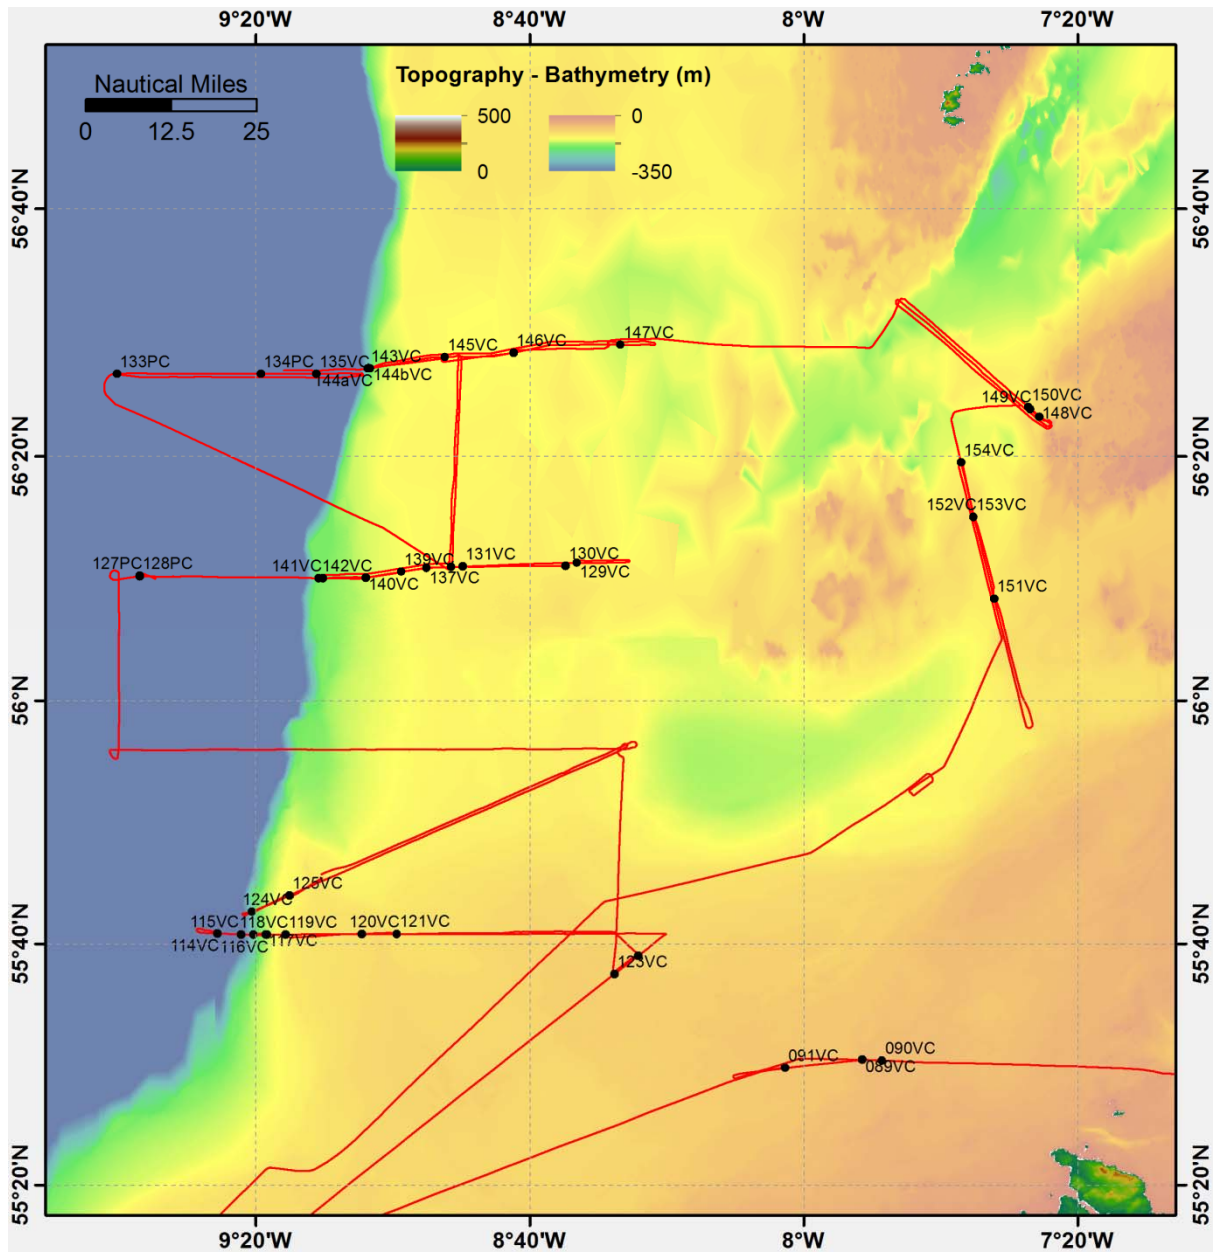 9°20'W 8°40'W 8°W 7°20'W
Nautical Miles
0 12.5 25
Topography - Bathymetry (m)
500
0
0
-350
56°40'N 56°40'N
147VC
146VC
145VC
143VC
133PC 134PC 135VC
144aVC 144bVC
149VC 150VC
148VC
56°20'N 56°20'N
154VC
152VC 153VC
131VC 130VC
139VC
127PC 128PC 141VC 142VC
129VC
137VC
140VC
151VC
56°N 56°N
125VC
124VC
115VC 118VC 119VC 120VC 121VC
114VC 116VC 117VC
55°40'N 55°40'N
123VC
090VC
091VC
089VC
55°20'N 55°20'N
9°20'W 8°40'W 8°W 7°20'W